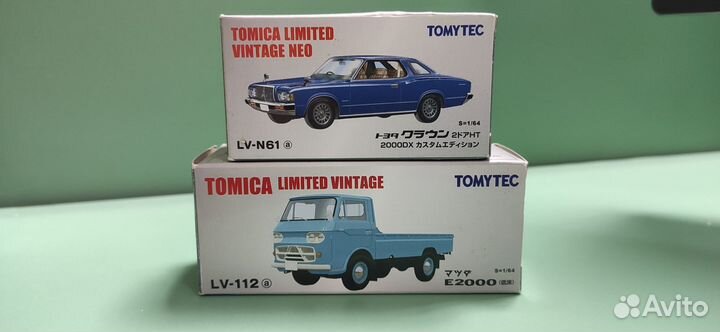 TOMICA LIMITED
VINTAGE NEO
TOMYTEC
S=1/64
LV-N61 a
トヨタ クラウン 2ドアHT
2000DX カスタムエディション
TOMICA LIMITED VINTAGE
TOMYTEC
S=1/64
LV-112 a
マツダ
E2000 (低床)
Avito